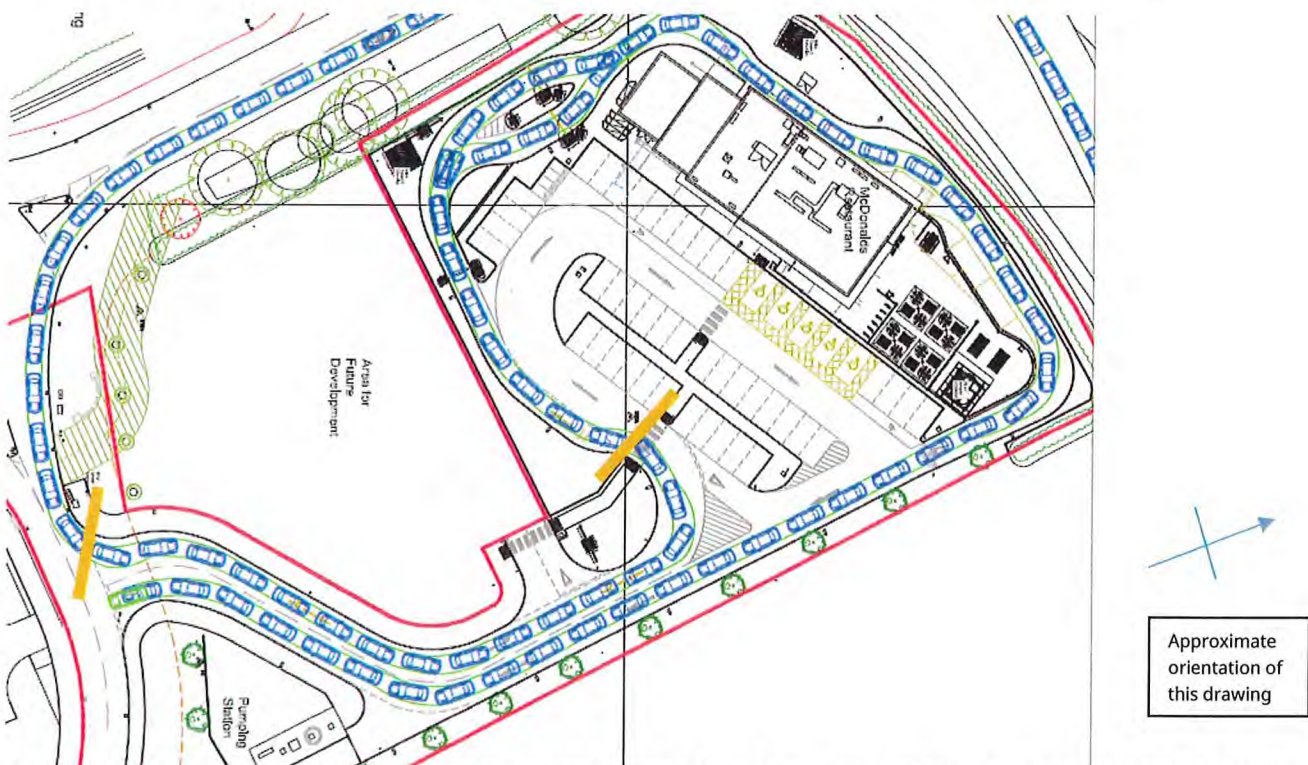 McDonalds
Restaurant
Area for
Future
Development
Pumping
Station
Approximate
orientation of
this drawing